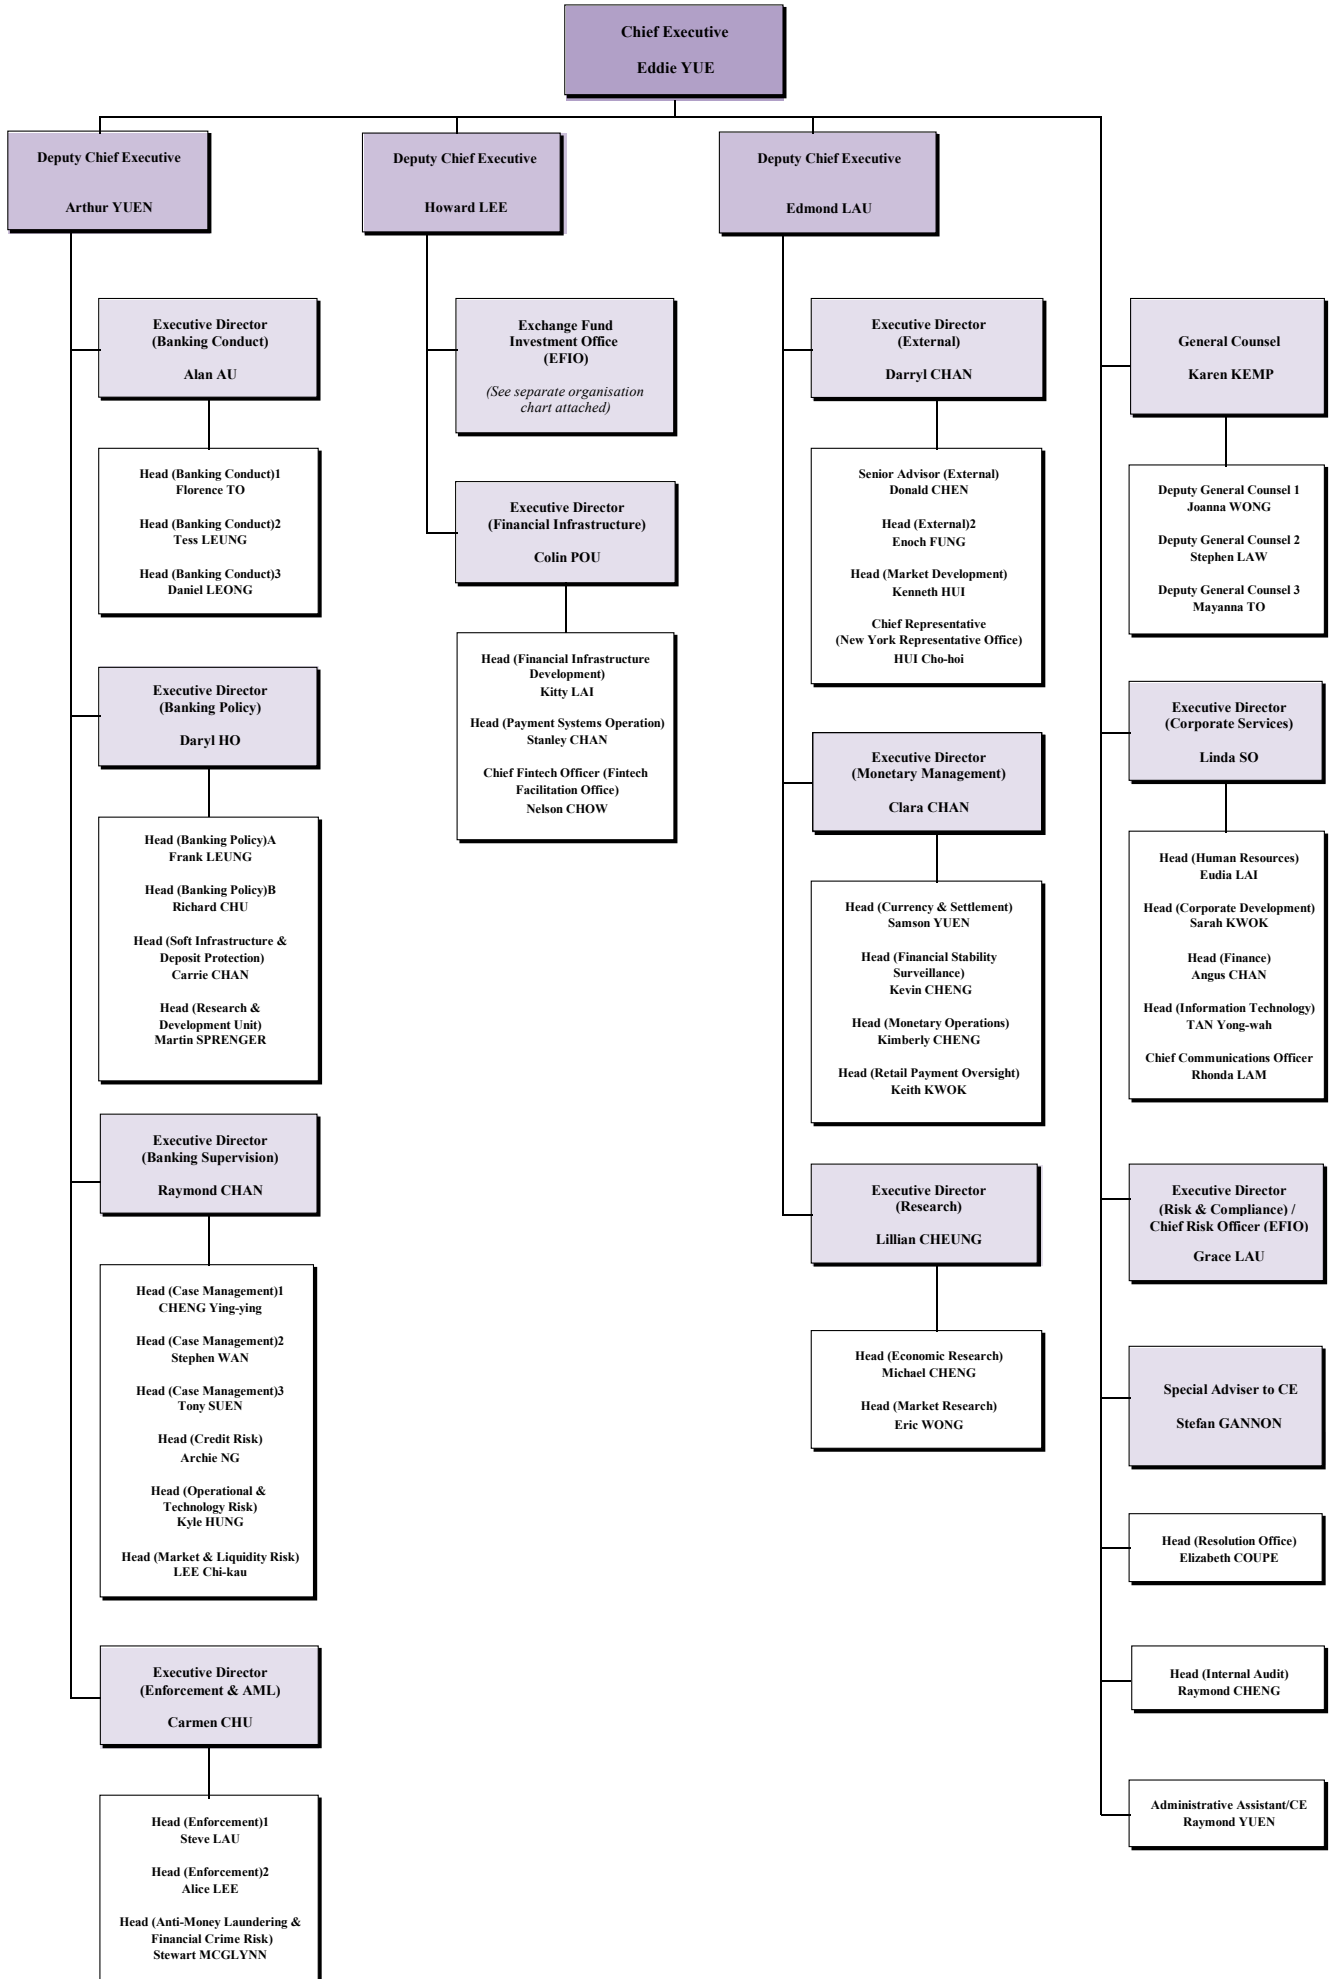 Chief Executive
Eddie YUE
Deputy Chief Executive
Arthur YUEN
Executive Director
(Banking Conduct)
Alan AU
Head (Banking Conduct)1
Florence TO
Head (Banking Conduct)2
Tess LEUNG
Head (Banking Conduct)3
Daniel LEONG
Executive Director
(Banking Policy)
Daryl HO
Head (Banking Policy)A
Frank LEUNG
Head (Banking Policy)B
Richard CHU
Head (Soft Infrastructure &
Deposit Protection)
Carrie CHAN
Head (Research &
Development Unit)
Martin SPRENGER
Executive Director
(Banking Supervision)
Raymond CHAN
Head (Case Management)1
CHENG Ying-ying
Head (Case Management)2
Stephen WAN
Head (Case Management)3
Tony SUEN
Head (Credit Risk)
Archie NG
Head (Operational &
Technology Risk)
Kyle HUNG
Head (Market & Liquidity Risk)
LEE Chi-kau
Executive Director
(Enforcement & AML)
Carmen CHU
Head (Enforcement)1
Steve LAU
Head (Enforcement)2
Alice LEE
Head (Anti-Money Laundering &
Financial Crime Risk)
Stewart MCGLYNN
Deputy Chief Executive
Howard LEE
Exchange Fund
Investment Office
(EFIO)
(See separate organisation
chart attached)
Executive Director
(Financial Infrastructure)
Colin POU
Head (Financial Infrastructure
Development)
Kitty LAI
Head (Payment Systems Operation)
Stanley CHAN
Chief Fintech Officer (Fintech
Facilitation Office)
Nelson CHOW
Deputy Chief Executive
Edmond LAU
Executive Director
(External)
Darryl CHAN
Senior Advisor (External)
Donald CHEN
Head (External)2
Enoch FUNG
Head (Market Development)
Kenneth HUI
Chief Representative
(New York Representative Office)
HUI Cho-hoi
Executive Director
(Monetary Management)
Clara CHAN
Head (Currency & Settlement)
Samson YUEN
Head (Financial Stability
Surveillance)
Kevin CHENG
Head (Monetary Operations)
Kimberly CHENG
Head (Retail Payment Oversight)
Keith KWOK
Executive Director
(Research)
Lillian CHEUNG
Head (Economic Research)
Michael CHENG
Head (Market Research)
Eric WONG
General Counsel
Karen KEMP
Deputy General Counsel 1
Joanna WONG
Deputy General Counsel 2
Stephen LAW
Deputy General Counsel 3
Mayanna TO
Executive Director
(Corporate Services)
Linda SO
Head (Human Resources)
Eudia LAI
Head (Corporate Development)
Sarah KWOK
Head (Finance)
Angus CHAN
Head (Information Technology)
TAN Yong-wah
Chief Communications Officer
Rhonda LAM
Executive Director
(Risk & Compliance) /
Chief Risk Officer (EFIO)
Grace LAU
Special Adviser to CE
Stefan GANNON
Head (Resolution Office)
Elizabeth COUPE
Head (Internal Audit)
Raymond CHENG
Administrative Assistant/CE
Raymond YUEN